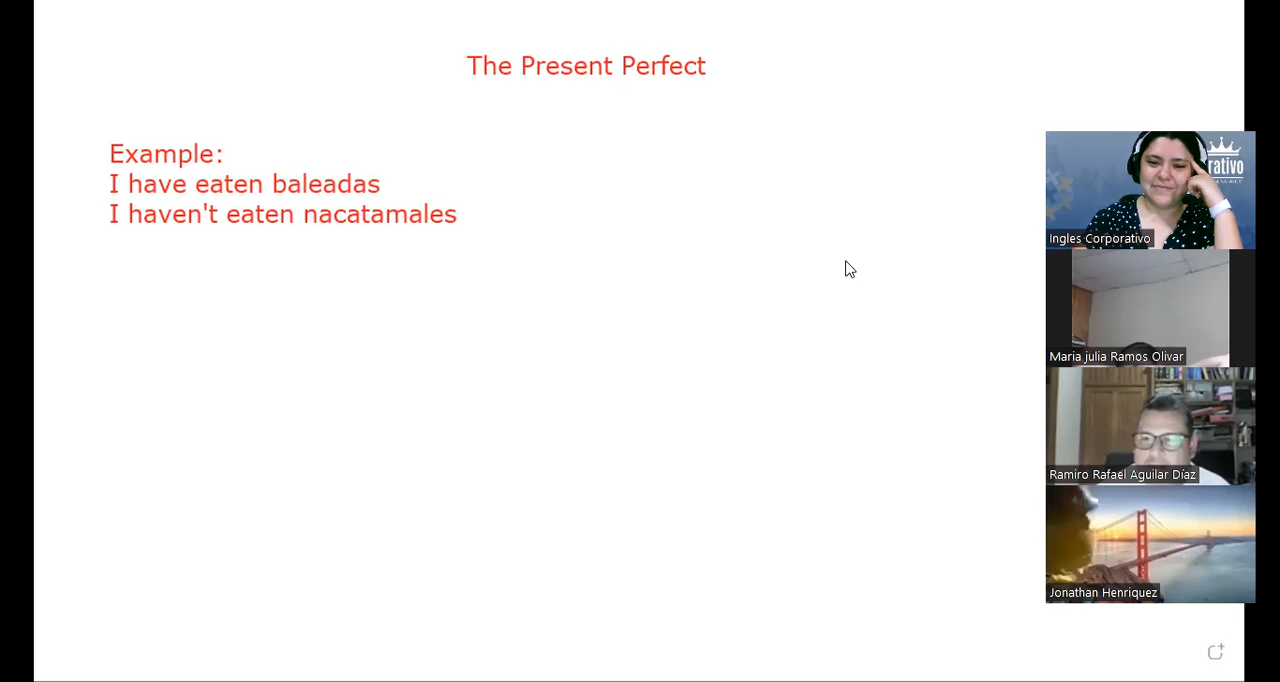 The Present Perfect
Example:
I have eaten baleadas
I haven't eaten nacatamales
rativo
Ingles Corporativo
Maria julia Ramos Olivar
Ramiro Rafael Aguilar Díaz
Jonathan Henriquez